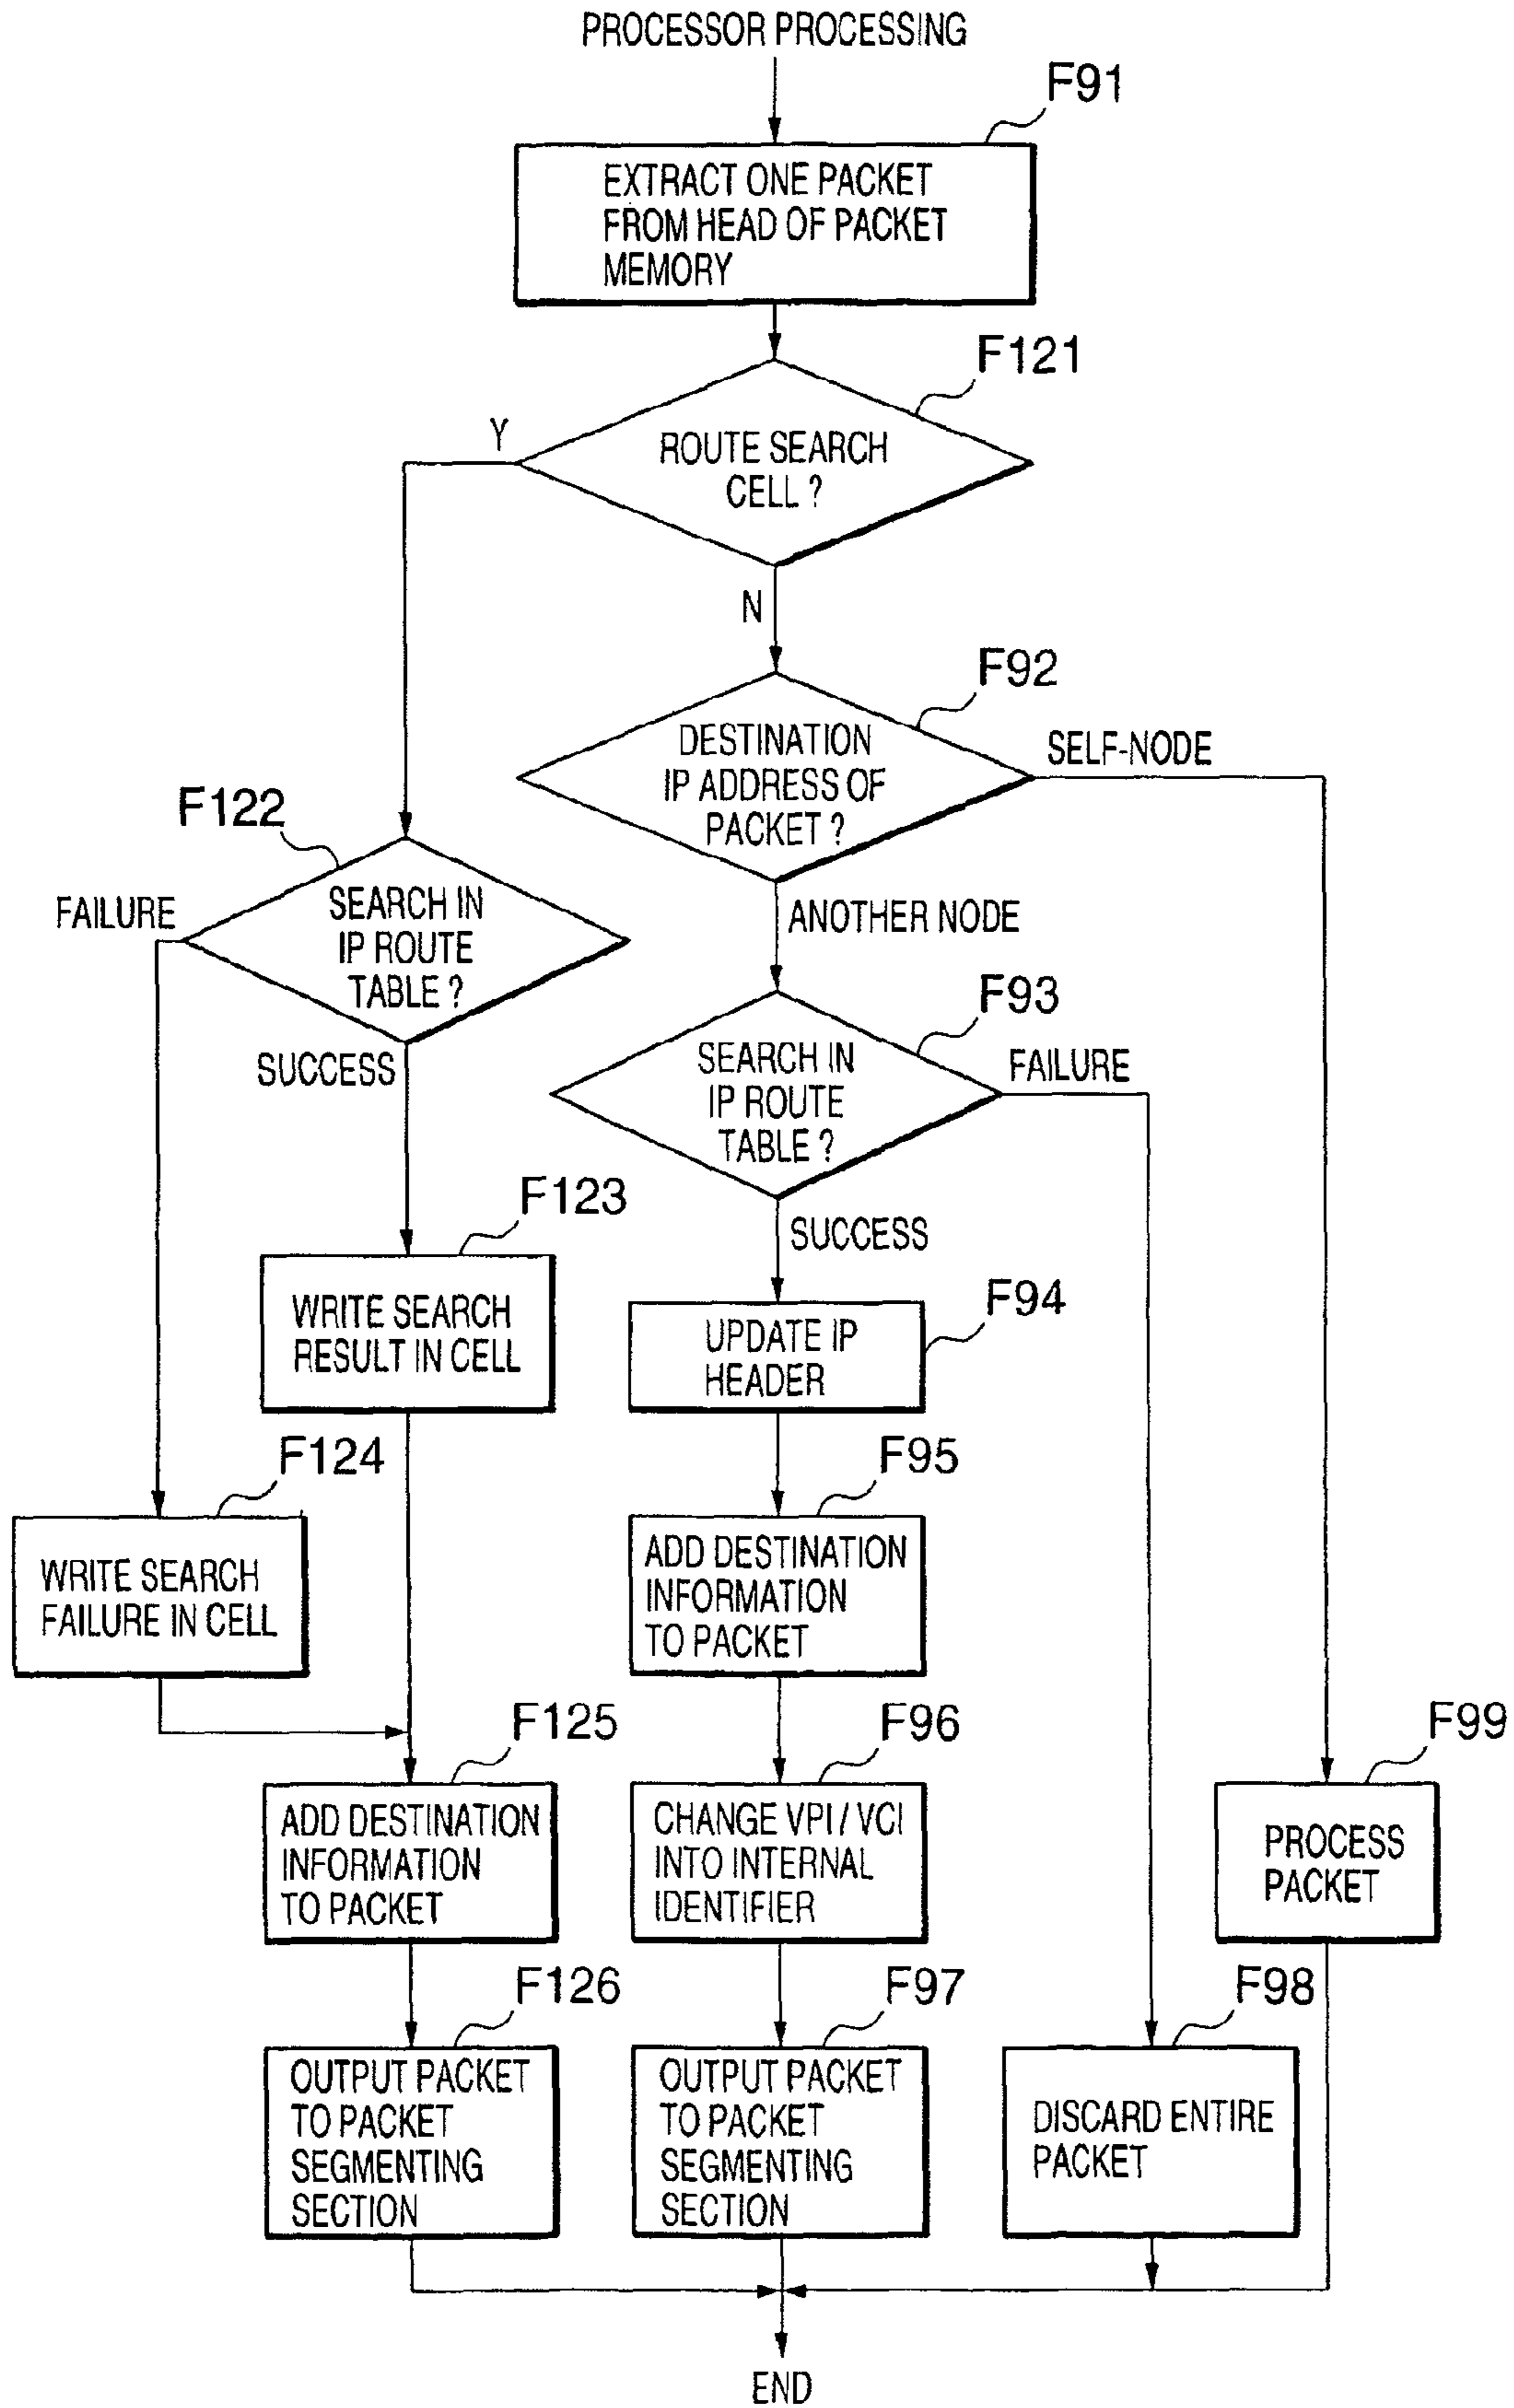 PROCESSOR PROCESSING
F91
EXTRACT ONE PACKET
FROM HEAD OF PACKET
MEMORY
F121
Y
ROUTE SEARCH
CELL ?
N
F92
DESTINATION
IP ADDRESS OF
PACKET ?
SELF-NODE
F122
FAILURE
SEARCH IN
IP ROUTE
TABLE ?
ANOTHER NODE
F93
SUCCESS
SEARCH IN
IP ROUTE
TABLE ?
FAILURE
F123
SUCCESS
WRITE SEARCH
RESULT IN CELL
F94
UPDATE IP
HEADER
F124
F95
WRITE SEARCH
FAILURE IN CELL
ADD DESTINATION
INFORMATION
TO PACKET
F125
F96
F99
ADD DESTINATION
INFORMATION
TO PACKET
CHANGE VPI / VCI
INTO INTERNAL
IDENTIFIER
PROCESS
PACKET
F126
F97
F98
OUTPUT PACKET
TO PACKET
SEGMENTING
SECTION
OUTPUT PACKET
TO PACKET
SEGMENTING
SECTION
DISCARD ENTIRE
PACKET
END